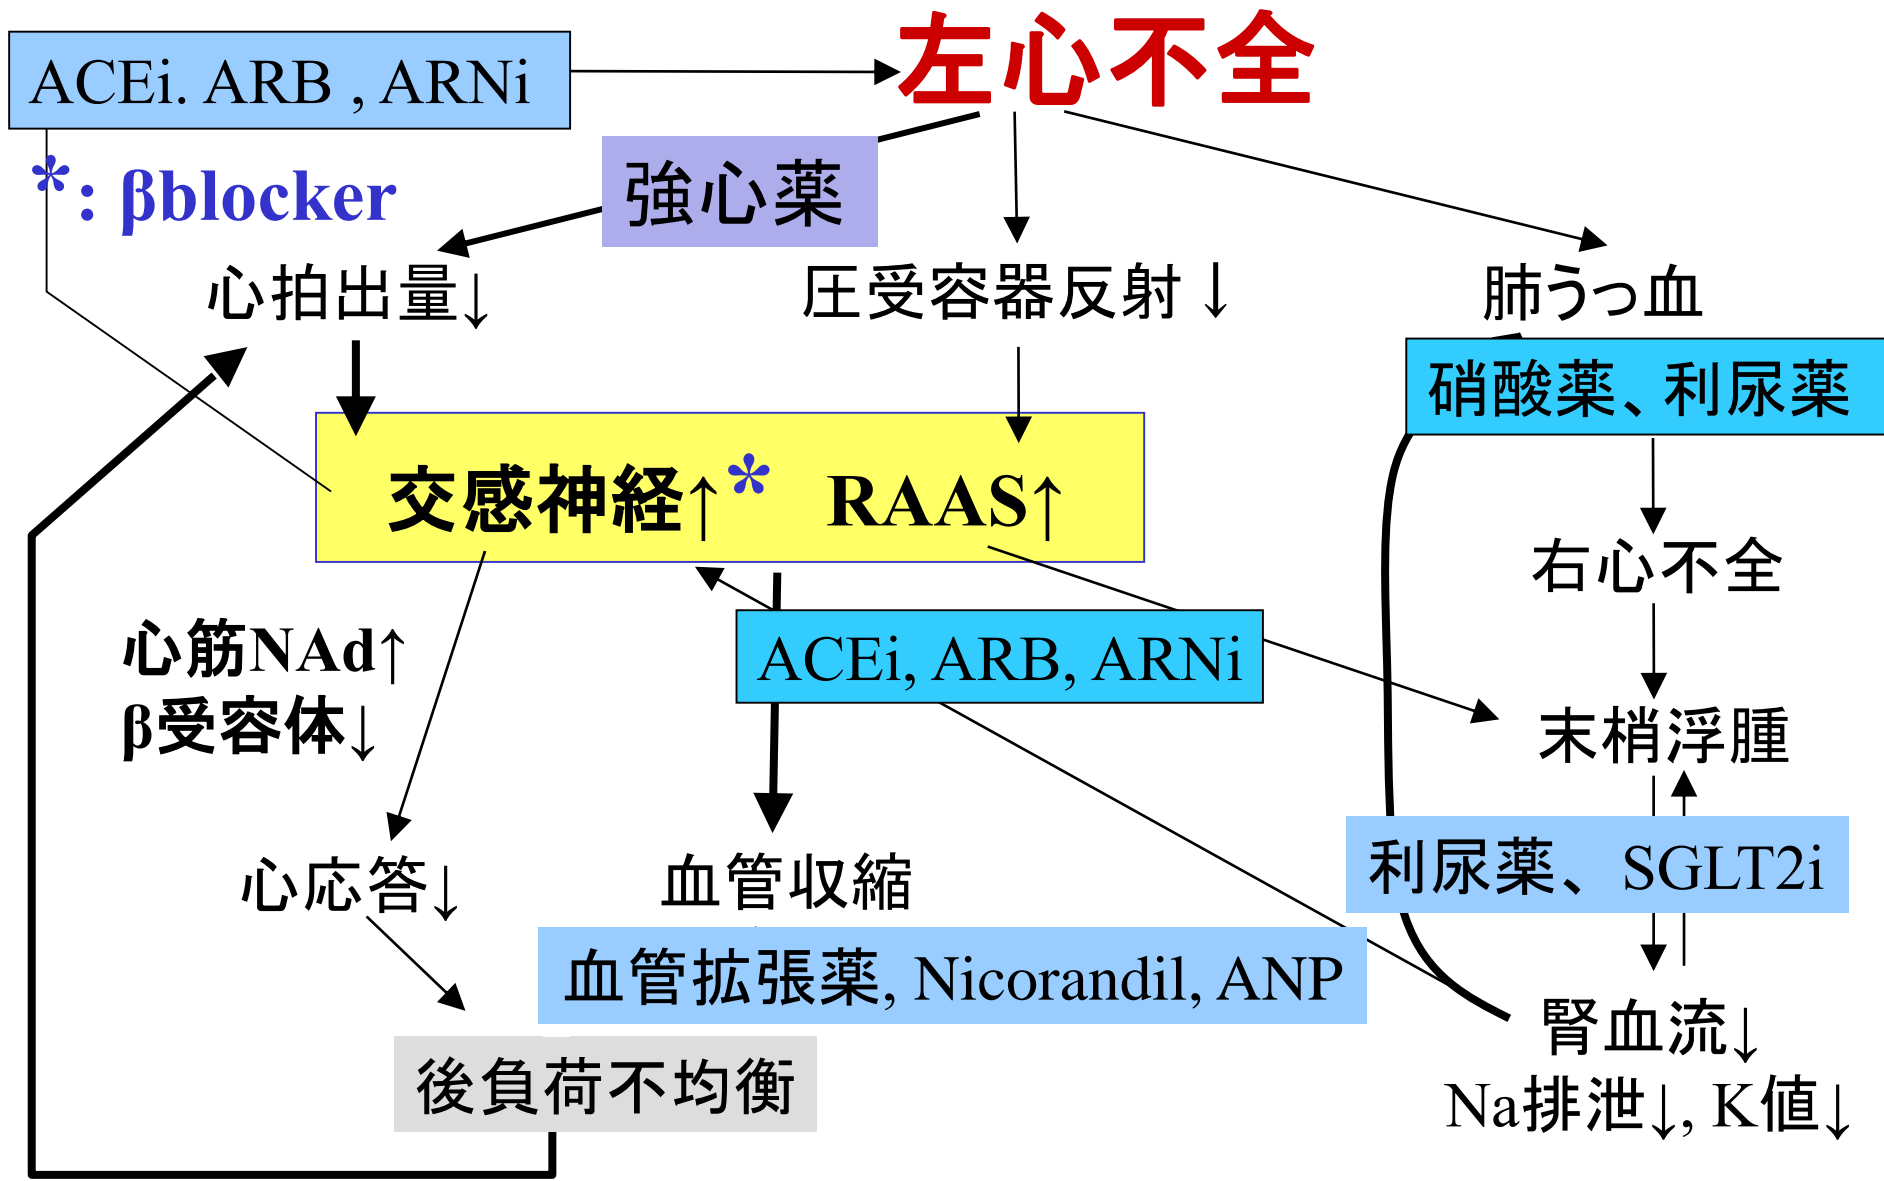 ACEi. ARB , ARNi
左心不全
*: βblocker
強心薬
心拍出量↓
圧受容器反射↓
肺うっ血
硝酸薬、利尿薬
交感神経↑* RAAS↑
右心不全
心筋NAd↑
β受容体↓
ACEi, ARB, ARNi
末梢浮腫
心応答↓
血管収縮
利尿薬、SGLT2i
血管拡張薬, Nicorandil, ANP
腎血流↓
後負荷不均衡
Na排泄↓, K値↓